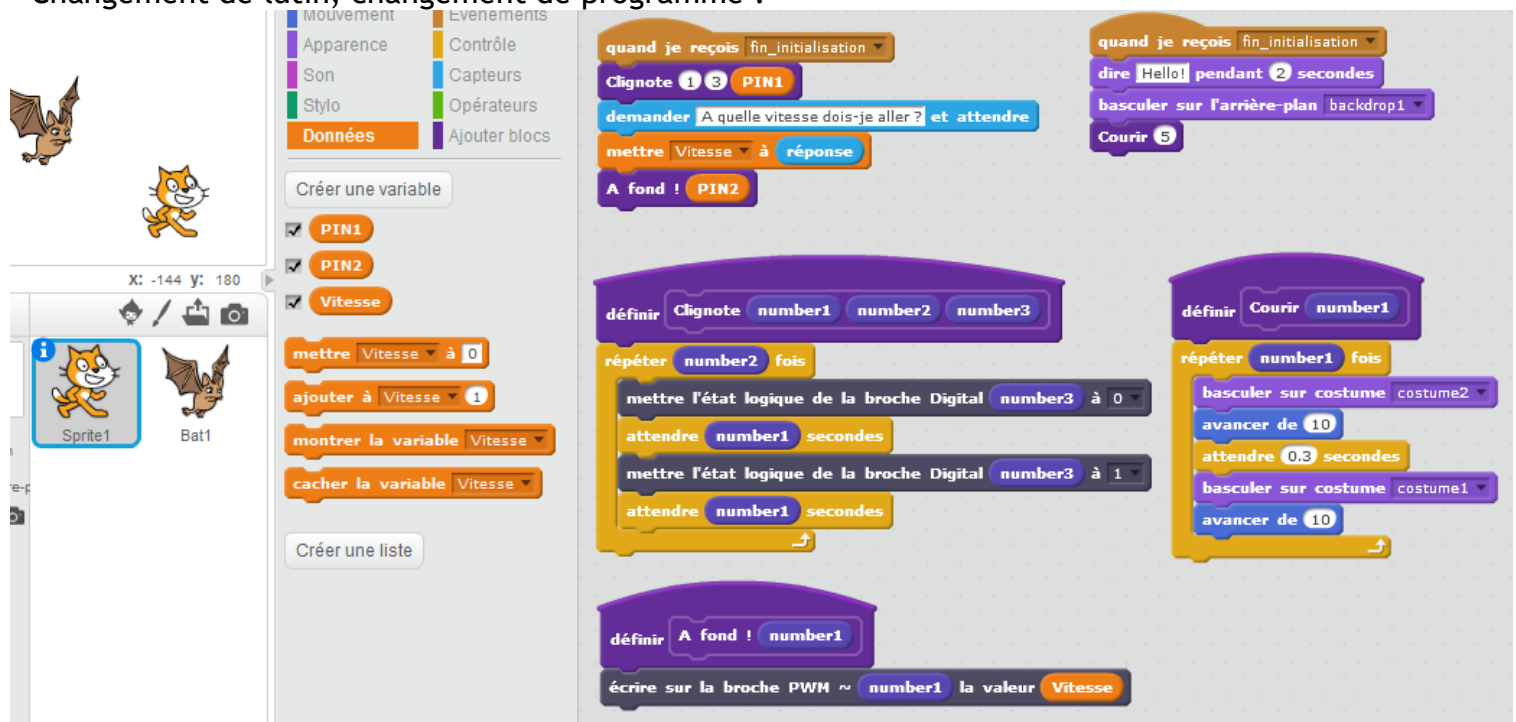 Changement de lutin, changement de programme !
Mouvement
Evènements
Apparence
Contrôle
Son
Capteurs
Stylo
Opérateurs
Données
Ajouter blocs
Créer une variable
PIN1
PIN2
Vitesse
mettre Vitesse à 0
ajouter à Vitesse 1
montrer la variable Vitesse
cacher la variable Vitesse
Créer une liste
X: -144 Y: 180
Sprite1
Bat1
quand je reçois fin_initialisation
Clignote 1 3 PIN1
demander A quelle vitesse dois-je aller ? et attendre
mettre Vitesse à réponse
A fond ! PIN2
quand je reçois fin_initialisation
dire Hello! pendant 2 secondes
basculer sur l'arrière-plan backdrop1
Courir 5
définir Clignote number1 number2 number3
répéter number2 fois
mettre l'état logique de la broche Digital number3 à 0
attendre number1 secondes
mettre l'état logique de la broche Digital number3 à 1
attendre number1 secondes
définir Courir number1
répéter number1 fois
basculer sur costume costume2
avancer de 10
attendre 0.3 secondes
basculer sur costume costume1
avancer de 10
définir A fond ! number1
écrire sur la broche PWM ~ number1 la valeur Vitesse